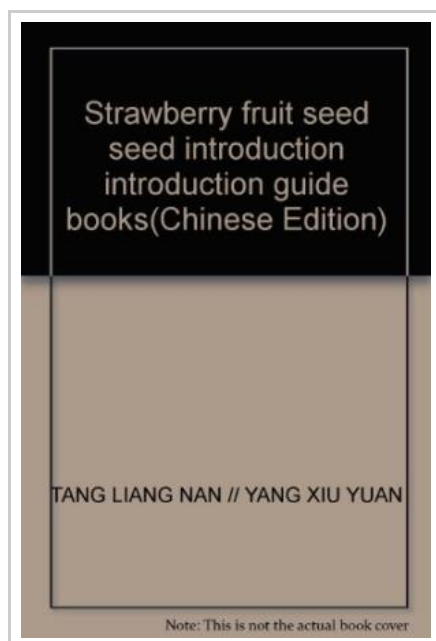 Strawberry fruit seed
seed introduction
introduction guide
books(Chinese Edition)
TANG LIANG NAN // YANG XIU YUAN
Note: This is not the actual book cover